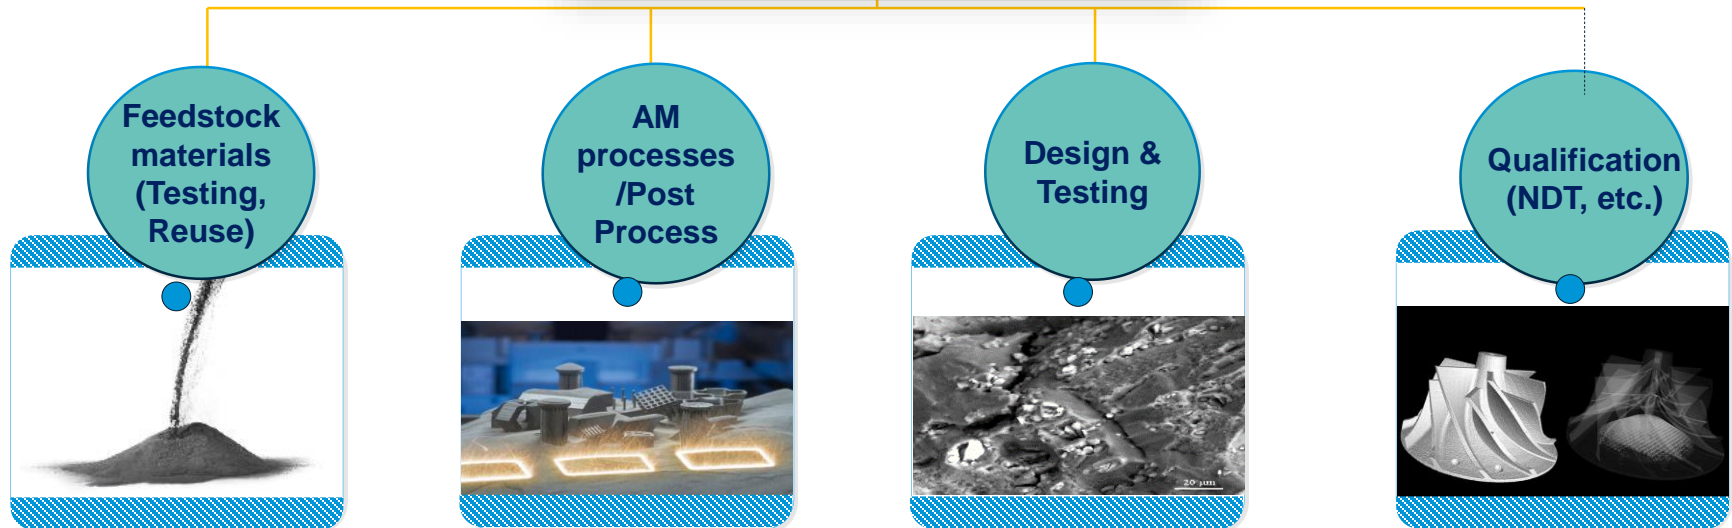 Feedstock
materials
(Testing,
Reuse)
AM
processes
/Post
Process
Design &
Testing
Qualification
(NDT, etc.)
20 µm